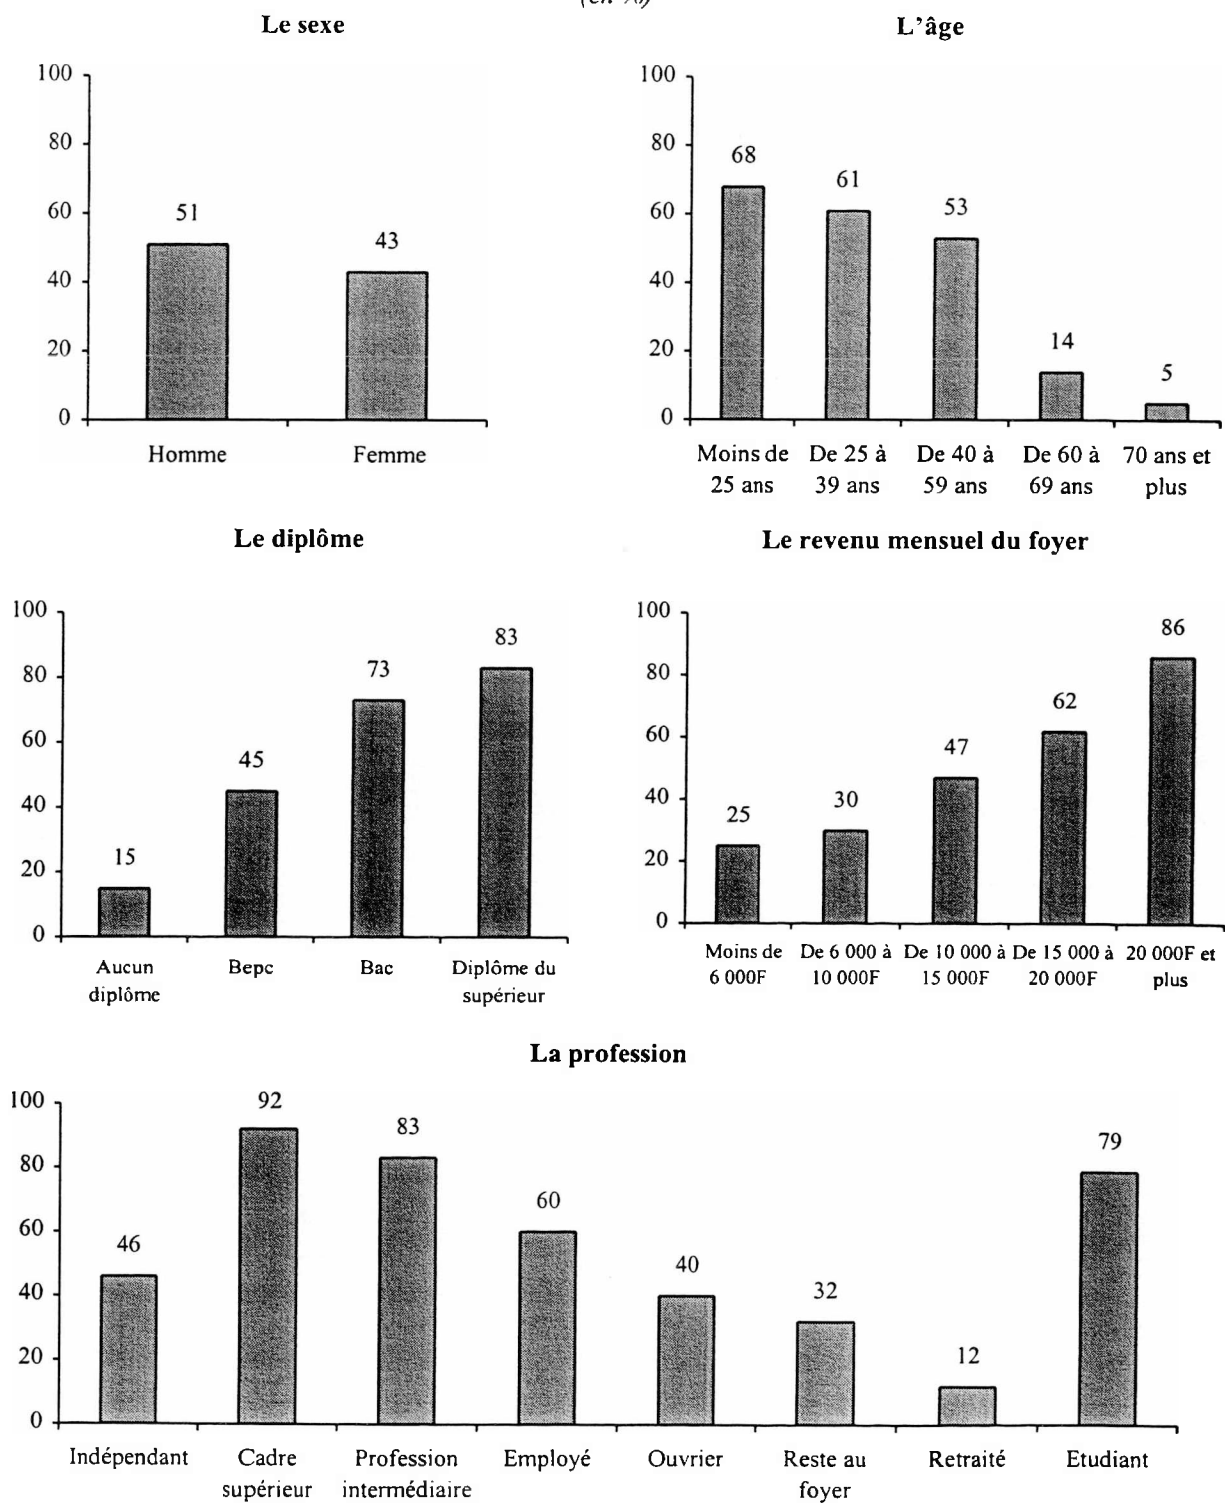 (en %)
Le sexe
100
80
60
40
20
0
51
43
Homme
Femme
L'âge
100
80
60
40
20
0
68
61
53
14
5
Moins de
25 ans
De 25 à
39 ans
De 40 à
59 ans
De 60 à
69 ans
70 ans et
plus
Le diplôme
100
80
60
40
20
0
15
45
73
83
Aucun
diplôme
Bepc
Bac
Diplôme du
supérieur
Le revenu mensuel du foyer
100
80
60
40
20
0
25
30
47
62
86
Moins de
6 000F
De 6 000 à
10 000F
De 10 000 à
15 000F
De 15 000 à
20 000F
20 000F et
plus
La profession
100
80
60
40
20
0
46
92
83
60
40
32
12
79
Indépendant
Cadre
supérieur
Profession
intermédiaire
Employé
Ouvrier
Reste au
foyer
Retraité
Etudiant